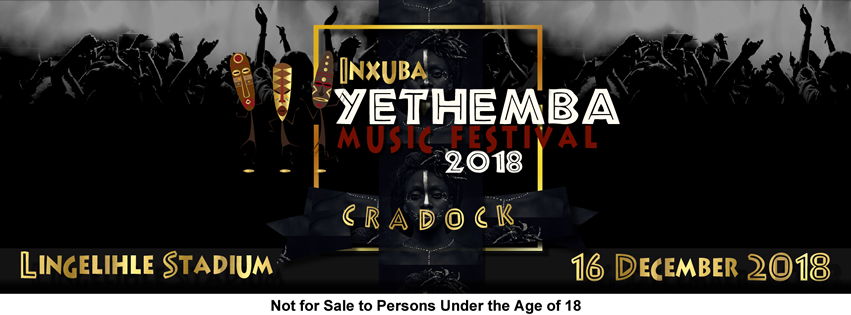 INXUBA
YETHEMBA
MUSIC FESTIVAL
2018
CRADOCK
LINGELIHLE STADIUM
16 DECEMBER 2018
Not for Sale to Persons Under the Age of 18